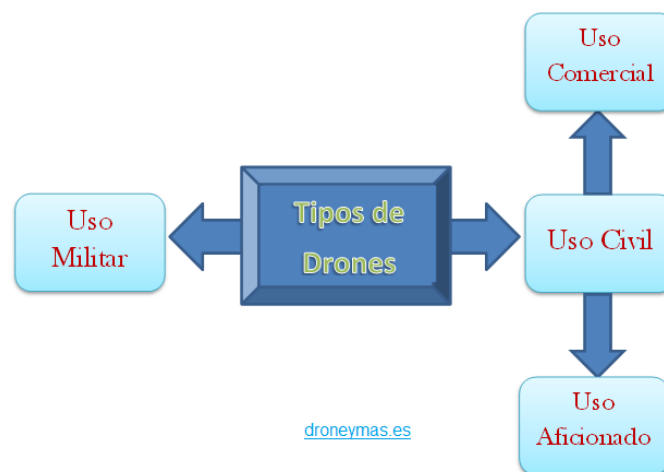 Uso
Comercial
Tipos de
Drones
Uso
Militar
Uso Civil
Uso
Aficionado
droneymas.es